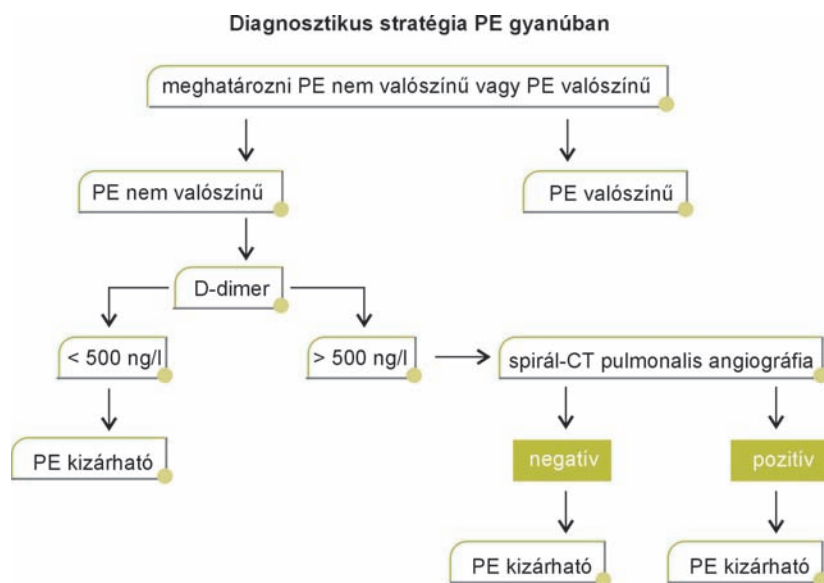 Diagnosztikus stratégia PE gyanúban
meghatározni PE nem valószínű vagy PE valószínű
PE nem valószínű
PE valószínű
D-dimer
< 500 ng/l
> 500 ng/l
spirál-CT pulmonalis angiográfia
PE kizárható
negatív
pozitív
PE kizárható
PE kizárható